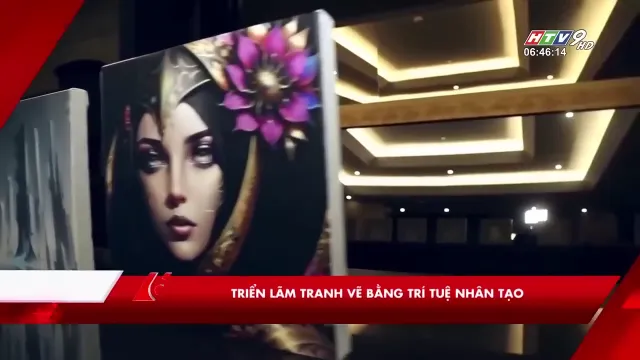 HTV9 HD
06:46:14
TRIỂN LÃM TRANH VẼ BẰNG TRÍ TUỆ NHÂN TẠO